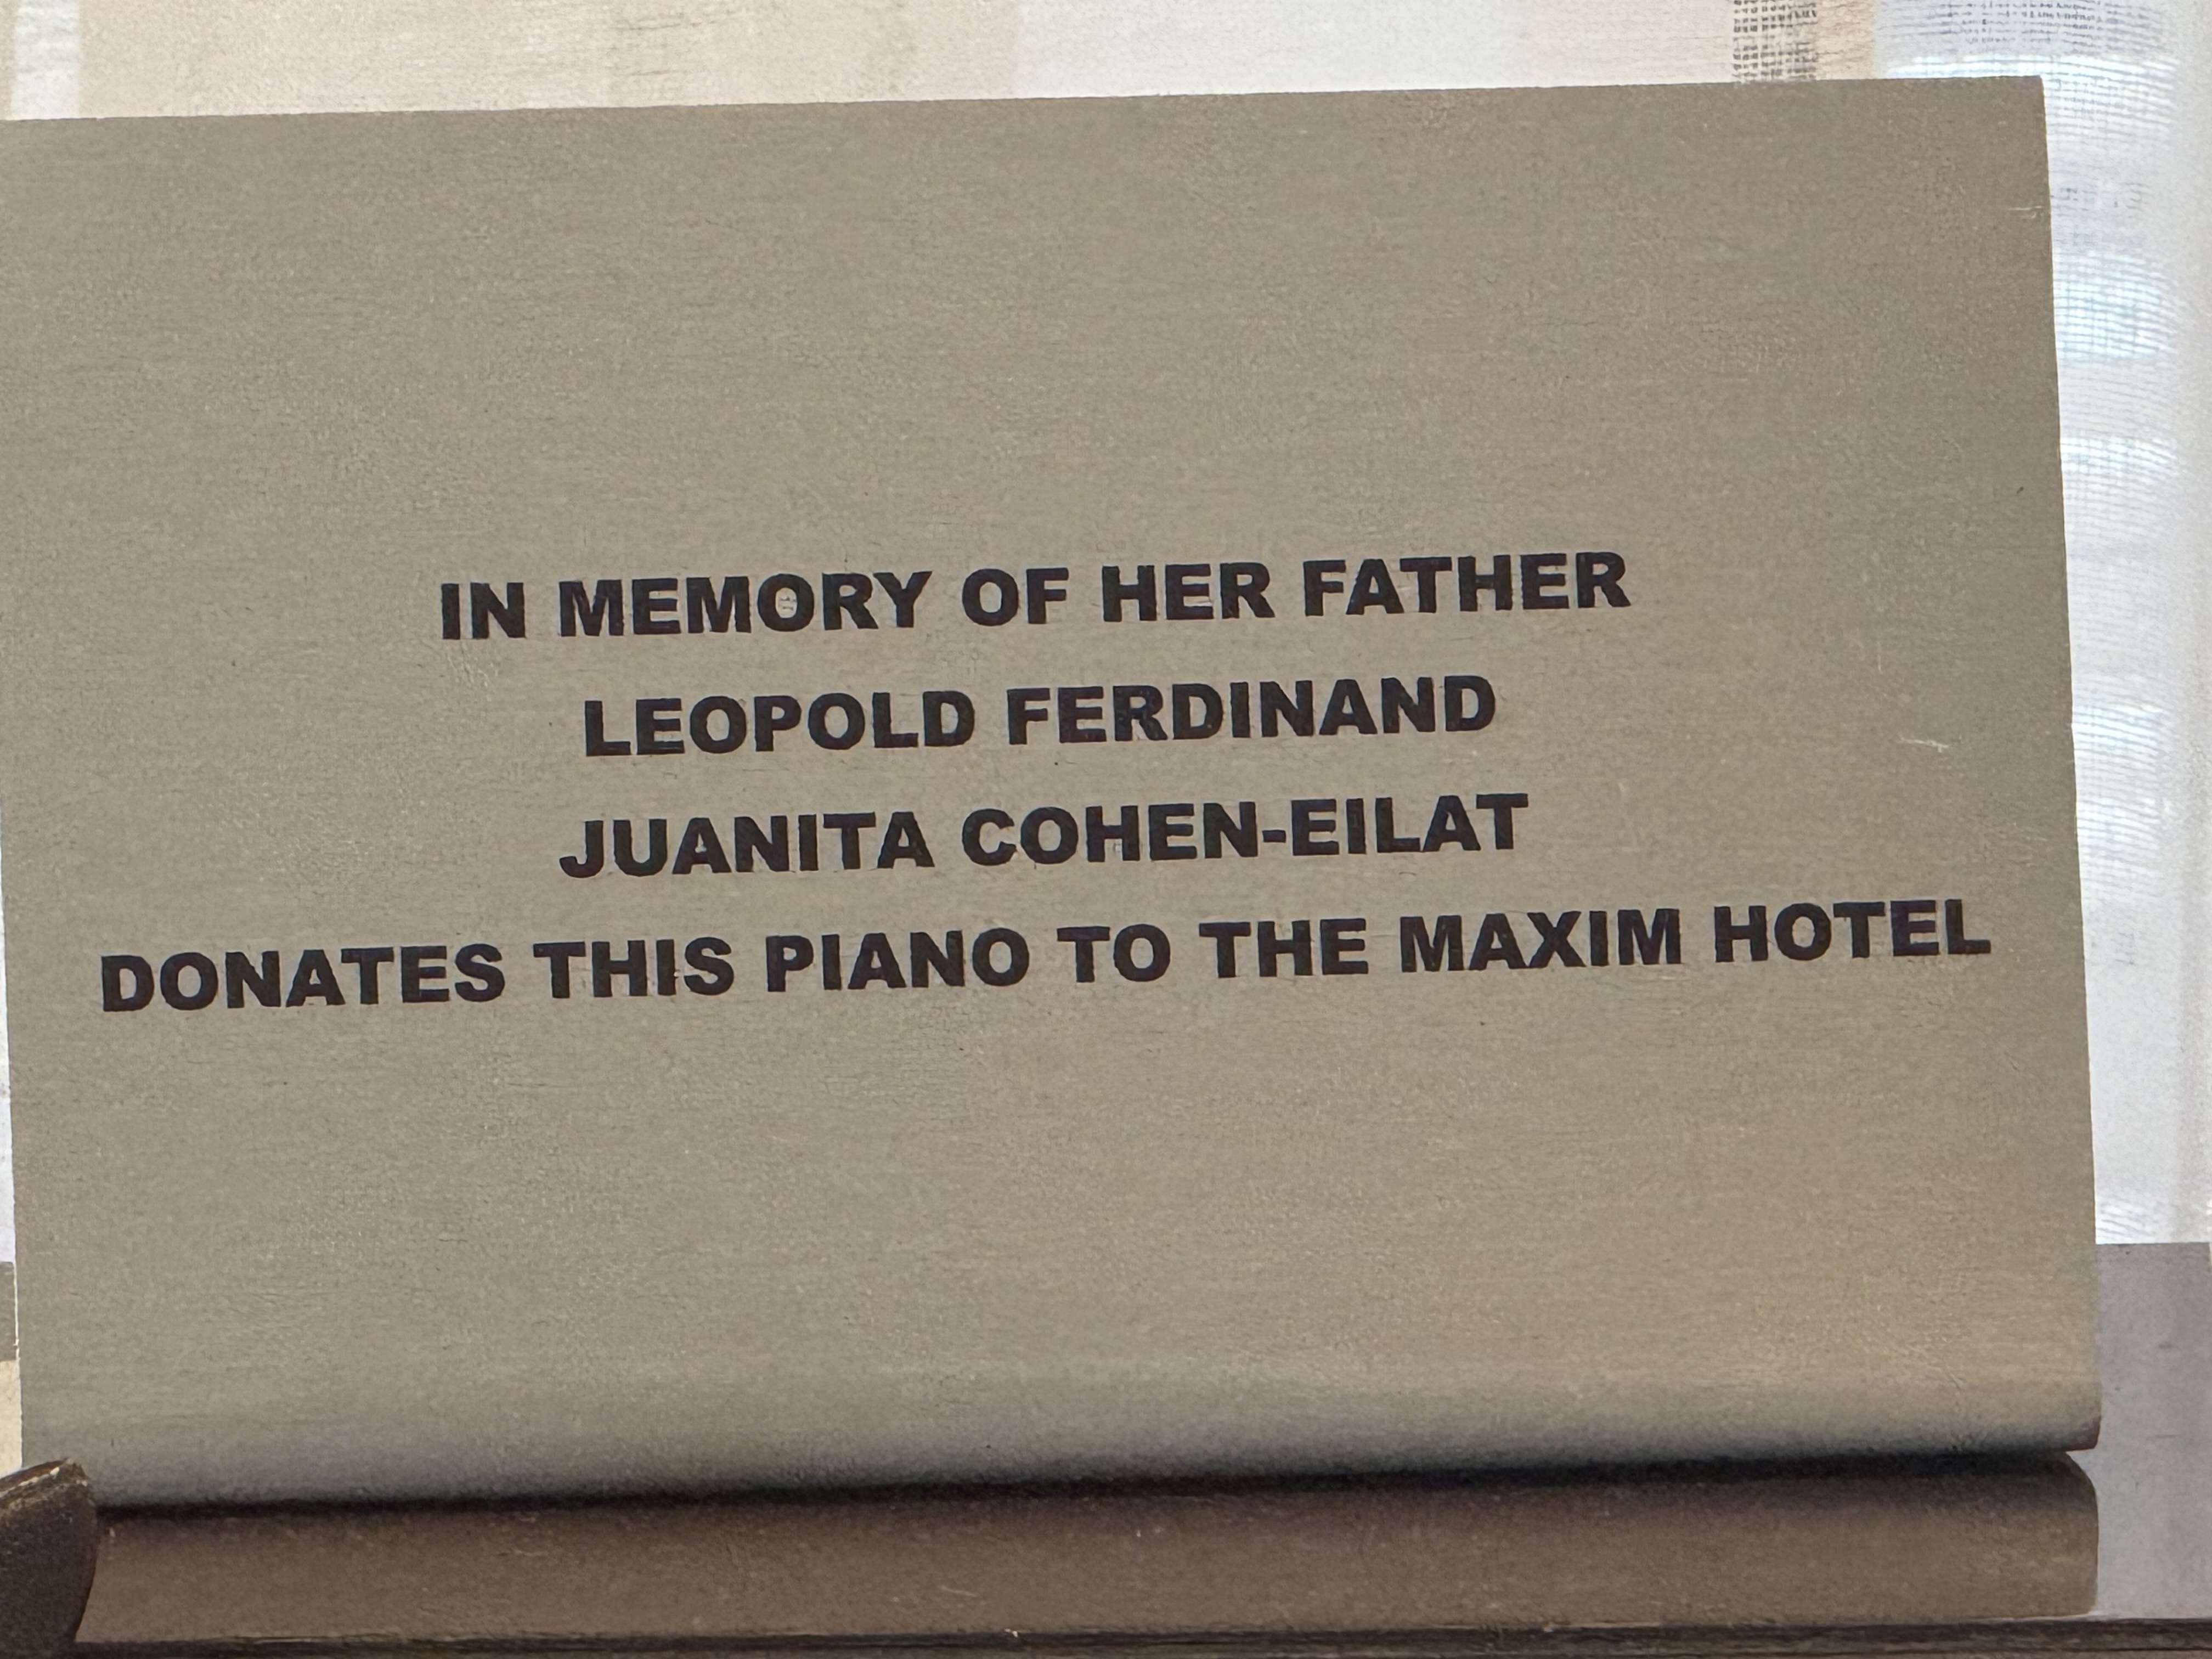 IN MEMORY OF HER FATHER
LEOPOLD FERDINAND
JUANITA COHEN-EILAT
DONATES THIS PIANO TO THE MAXIM HOTEL